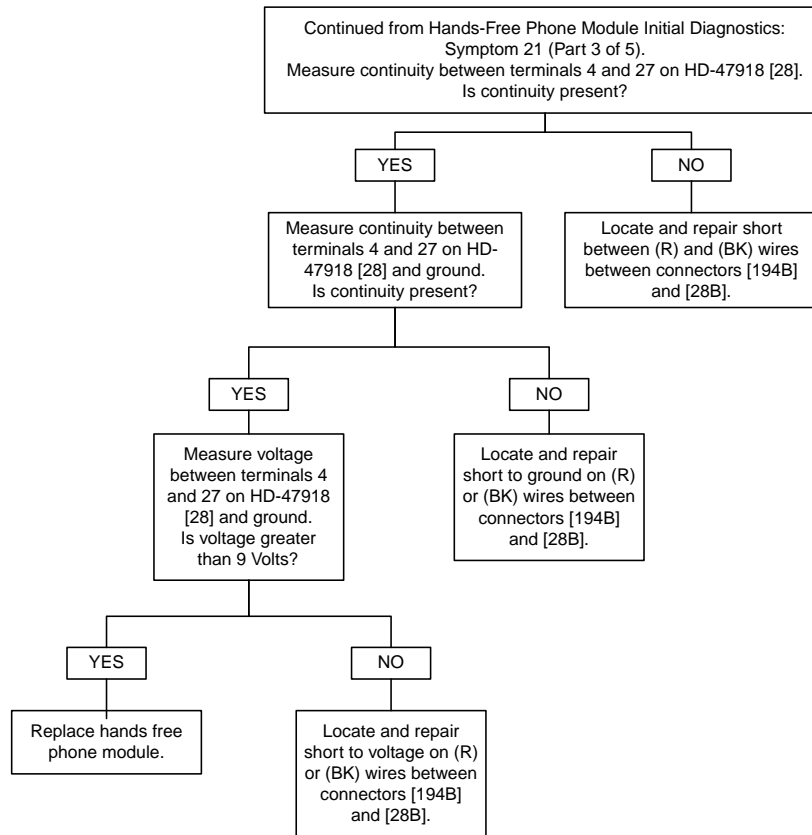 Continued from Hands-Free Phone Module Initial Diagnostics:
Symptom 21 (Part 3 of 5).
Measure continuity between terminals 4 and 27 on HD-47918 [28].
Is continuity present?
YES
NO
Measure continuity between
terminals 4 and 27 on HD-
47918 [28] and ground.
Is continuity present?
Locate and repair short
between (R) and (BK) wires
between connectors [194B]
and [28B].
YES
NO
Measure voltage
between terminals 4
and 27 on HD-47918
[28] and ground.
Is voltage greater
than 9 Volts?
Locate and repair
short to ground on (R)
or (BK) wires between
connectors [194B]
and [28B].
YES
NO
Replace hands free
phone module.
Locate and repair
short to voltage on (R)
or (BK) wires between
connectors [194B]
and [28B].